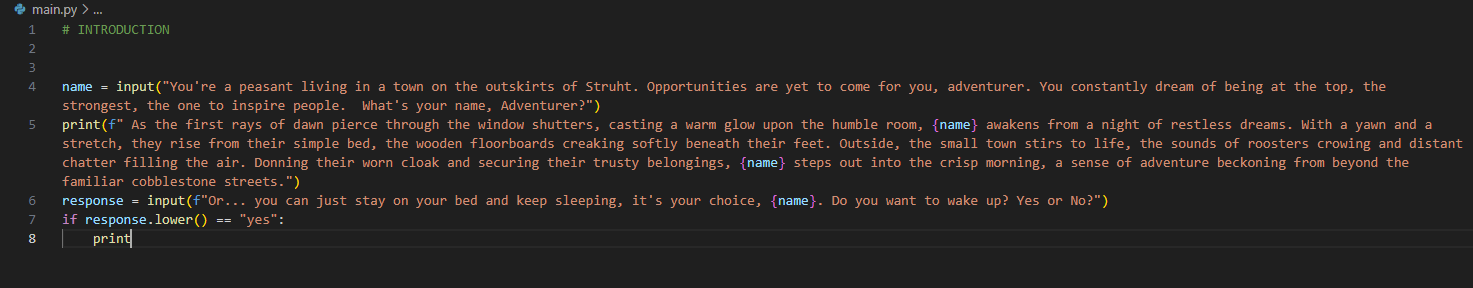 main.py > ...
1 # INTRODUCTION
2
3
4 name = input("You're a peasant living in a town on the outskirts of Struht. Opportunities are yet to come for you, adventurer. You constantly dream of being at the top, the
strongest, the one to inspire people.  What's your name, Adventurer?")
5 print(f" As the first rays of dawn pierce through the window shutters, casting a warm glow upon the humble room, {name} awakens from a night of restless dreams. With a yawn and a
stretch, they rise from their simple bed, the wooden floorboards creaking softly beneath their feet. Outside, the small town stirs to life, the sounds of roosters crowing and distant
chatter filling the air. Donning their worn cloak and securing their trusty belongings, {name} steps out into the crisp morning, a sense of adventure beckoning from beyond the
familiar cobblestone streets.")
6 response = input(f"Or... you can just stay on your bed and keep sleeping, it's your choice, {name}. Do you want to wake up? Yes or No?")
7 if response.lower() == "yes":
8     print